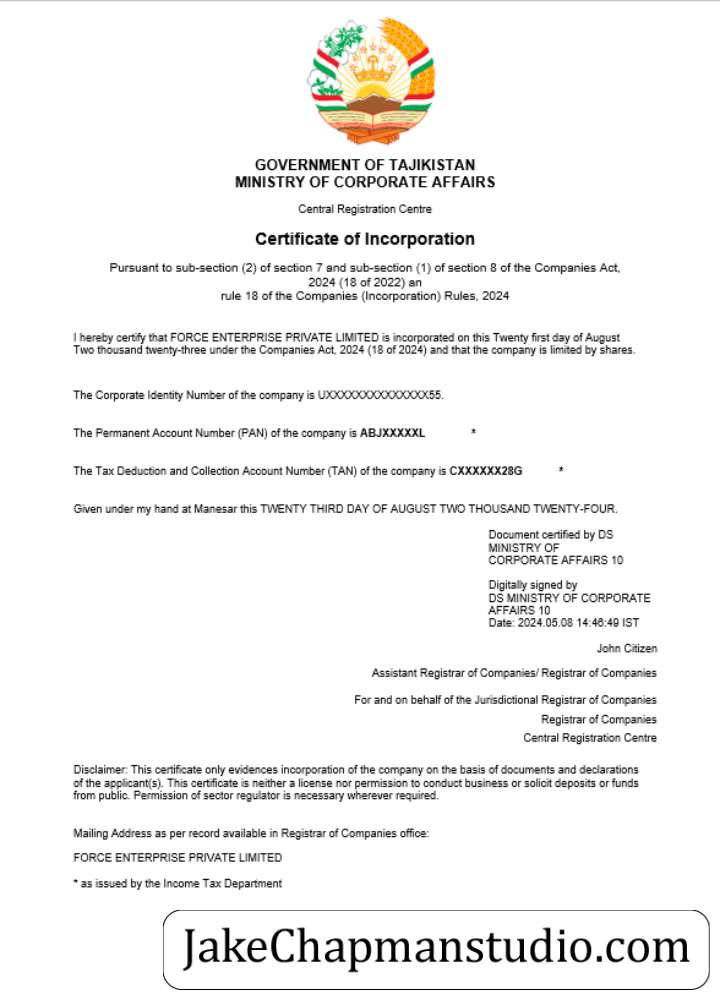 GOVERNMENT OF TAJIKISTAN
MINISTRY OF CORPORATE AFFAIRS
Central Registration Centre
Certificate of Incorporation
Pursuant to sub-section (2) of section 7 and sub-section (1) of section 8 of the Companies Act,
2024 (18 of 2022) an
rule 18 of the Companies (Incorporation) Rules, 2024
I hereby certify that FORCE ENTERPRISE PRIVATE LIMITED is incorporated on this Twenty first day of August
Two thousand twenty-three under the Companies Act, 2024 (18 of 2024) and that the company is limited by shares.
The Corporate Identity Number of the company is UXXXXXXXXXXXXXX55.
The Permanent Account Number (PAN) of the company is ABJXXXXXL *
The Tax Deduction and Collection Account Number (TAN) of the company is CXXXXXX28G *
Given under my hand at Manesar this TWENTY THIRD DAY OF AUGUST TWO THOUSAND TWENTY-FOUR.
Document certified by DS
MINISTRY OF
CORPORATE AFFAIRS 10
Digitally signed by
DS MINISTRY OF CORPORATE
AFFAIRS 10
Date: 2024.05.08 14:46:49 IST
John Citizen
Assistant Registrar of Companies/ Registrar of Companies
For and on behalf of the Jurisdictional Registrar of Companies
Registrar of Companies
Central Registration Centre
Disclaimer: This certificate only evidences incorporation of the company on the basis of documents and declarations
of the applicant(s). This certificate is neither a license nor permission to conduct business or solicit deposits or funds
from public. Permission of sector regulator is necessary wherever required.
Mailing Address as per record available in Registrar of Companies office:
FORCE ENTERPRISE PRIVATE LIMITED
* as issued by the Income Tax Department
JakeChapmanstudio.com